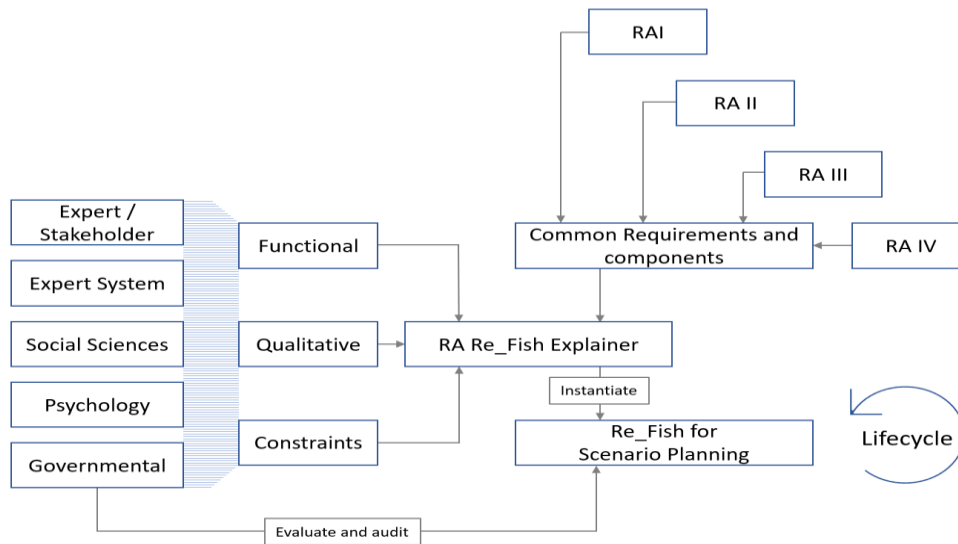 RAI
RA II
RA III
Expert /
Stakeholder
Functional
Common Requirements and
components
RA IV
Expert System
Social Sciences
Qualitative
RA Re_Fish Explainer
Instantiate
Psychology
Constraints
Re_Fish for
Scenario Planning
Lifecycle
Governmental
Evaluate and audit